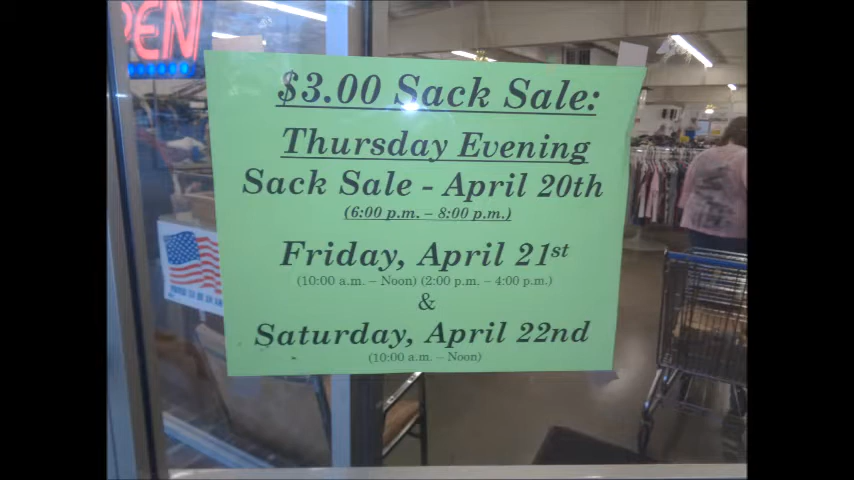 OPEN
$3.00 Sack Sale:
Thursday Evening
Sack Sale - April 20th
(6:00 p.m. – 8:00 p.m.)
Friday, April 21st
(10:00 a.m. – Noon) (2:00 p.m. – 4:00 p.m.)
&
Saturday, April 22nd
(10:00 a.m. – Noon)